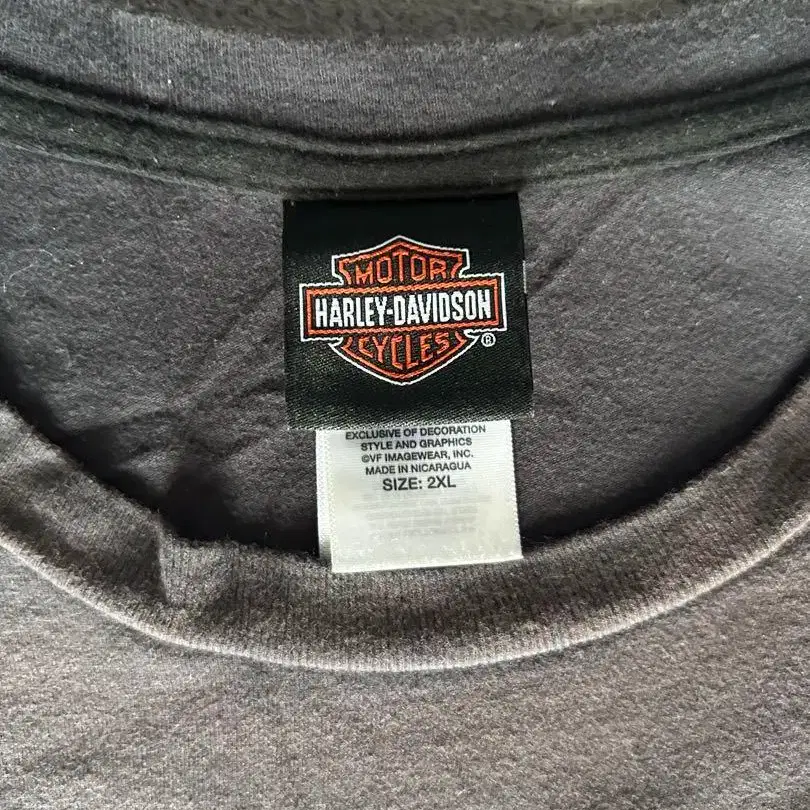 MOTOR
HARLEY-DAVIDSON
CYCLES
®
EXCLUSIVE OF DECORATION
STYLE AND GRAPHICS
©VF IMAGEWEAR, INC.
MADE IN NICARAGUA
SIZE: 2XL